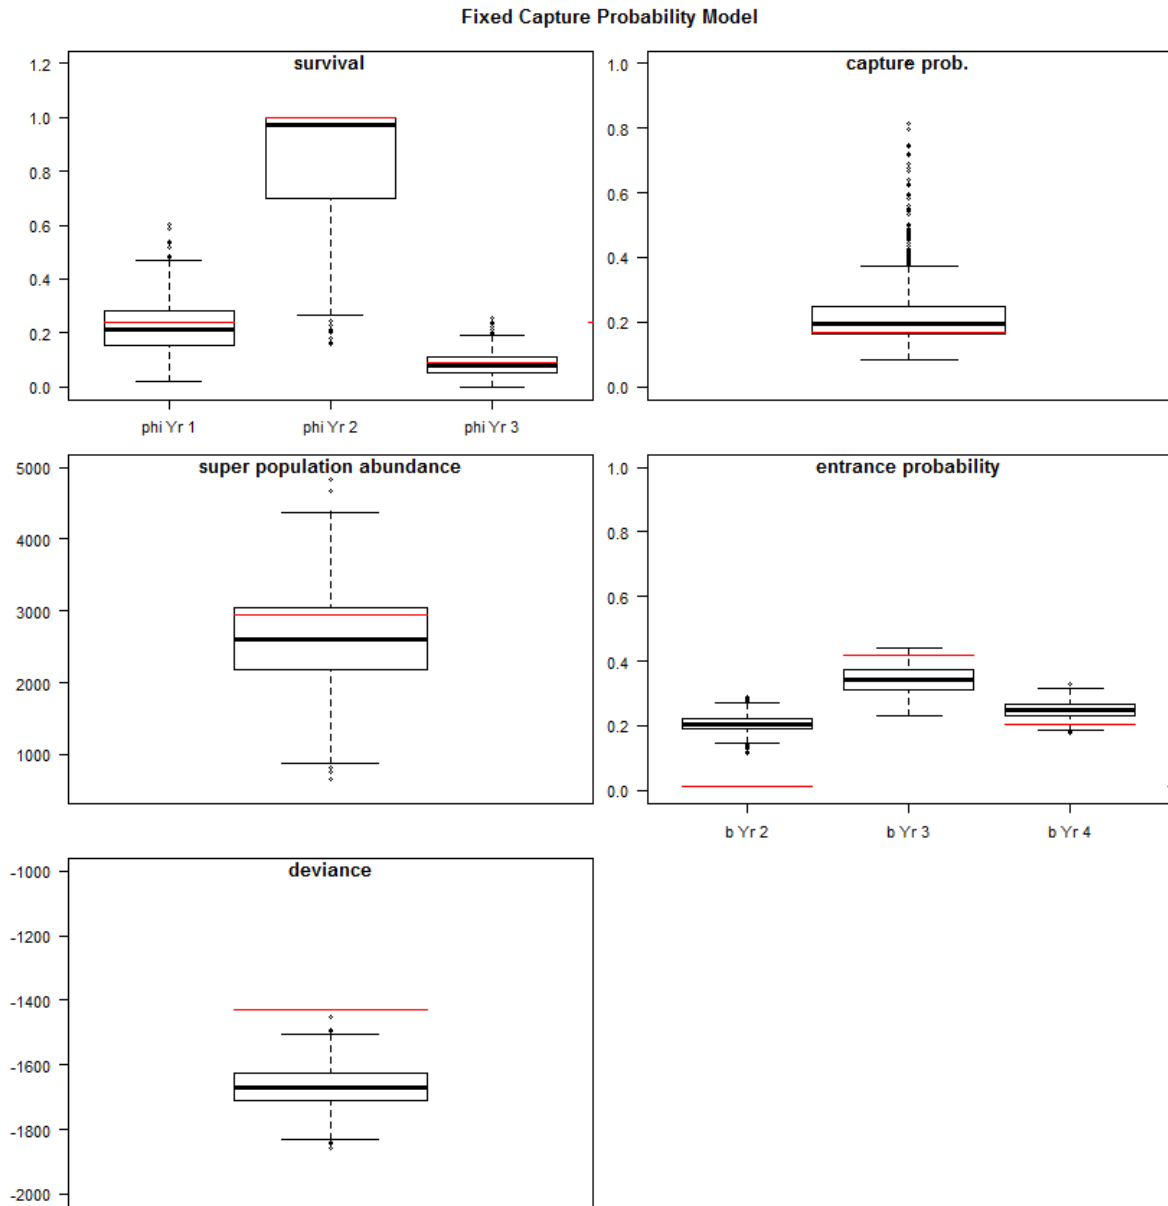 Fixed Capture Probability Model
survival
1.2
1.0
0.8
0.6
0.4
0.2
0.0
phi Yr 1
phi Yr 2
phi Yr 3
capture prob.
1.0
0.8
0.6
0.4
0.2
0.0
super population abundance
5000
4000
3000
2000
1000
entrance probability
1.0
0.8
0.6
0.4
0.2
0.0
b Yr 2
b Yr 3
b Yr 4
deviance
-1000
-1200
-1400
-1600
-1800
-2000